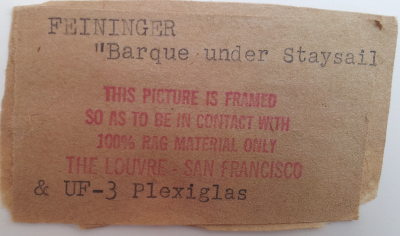 FEININGER
"Barque under Staysail
THIS PICTURE IS FRAMED
SO AS TO BE IN CONTACT WITH
100% RAG MATERIAL ONLY
THE LOUVRE - SAN FRANCISCO
& UF-3 Plexiglas